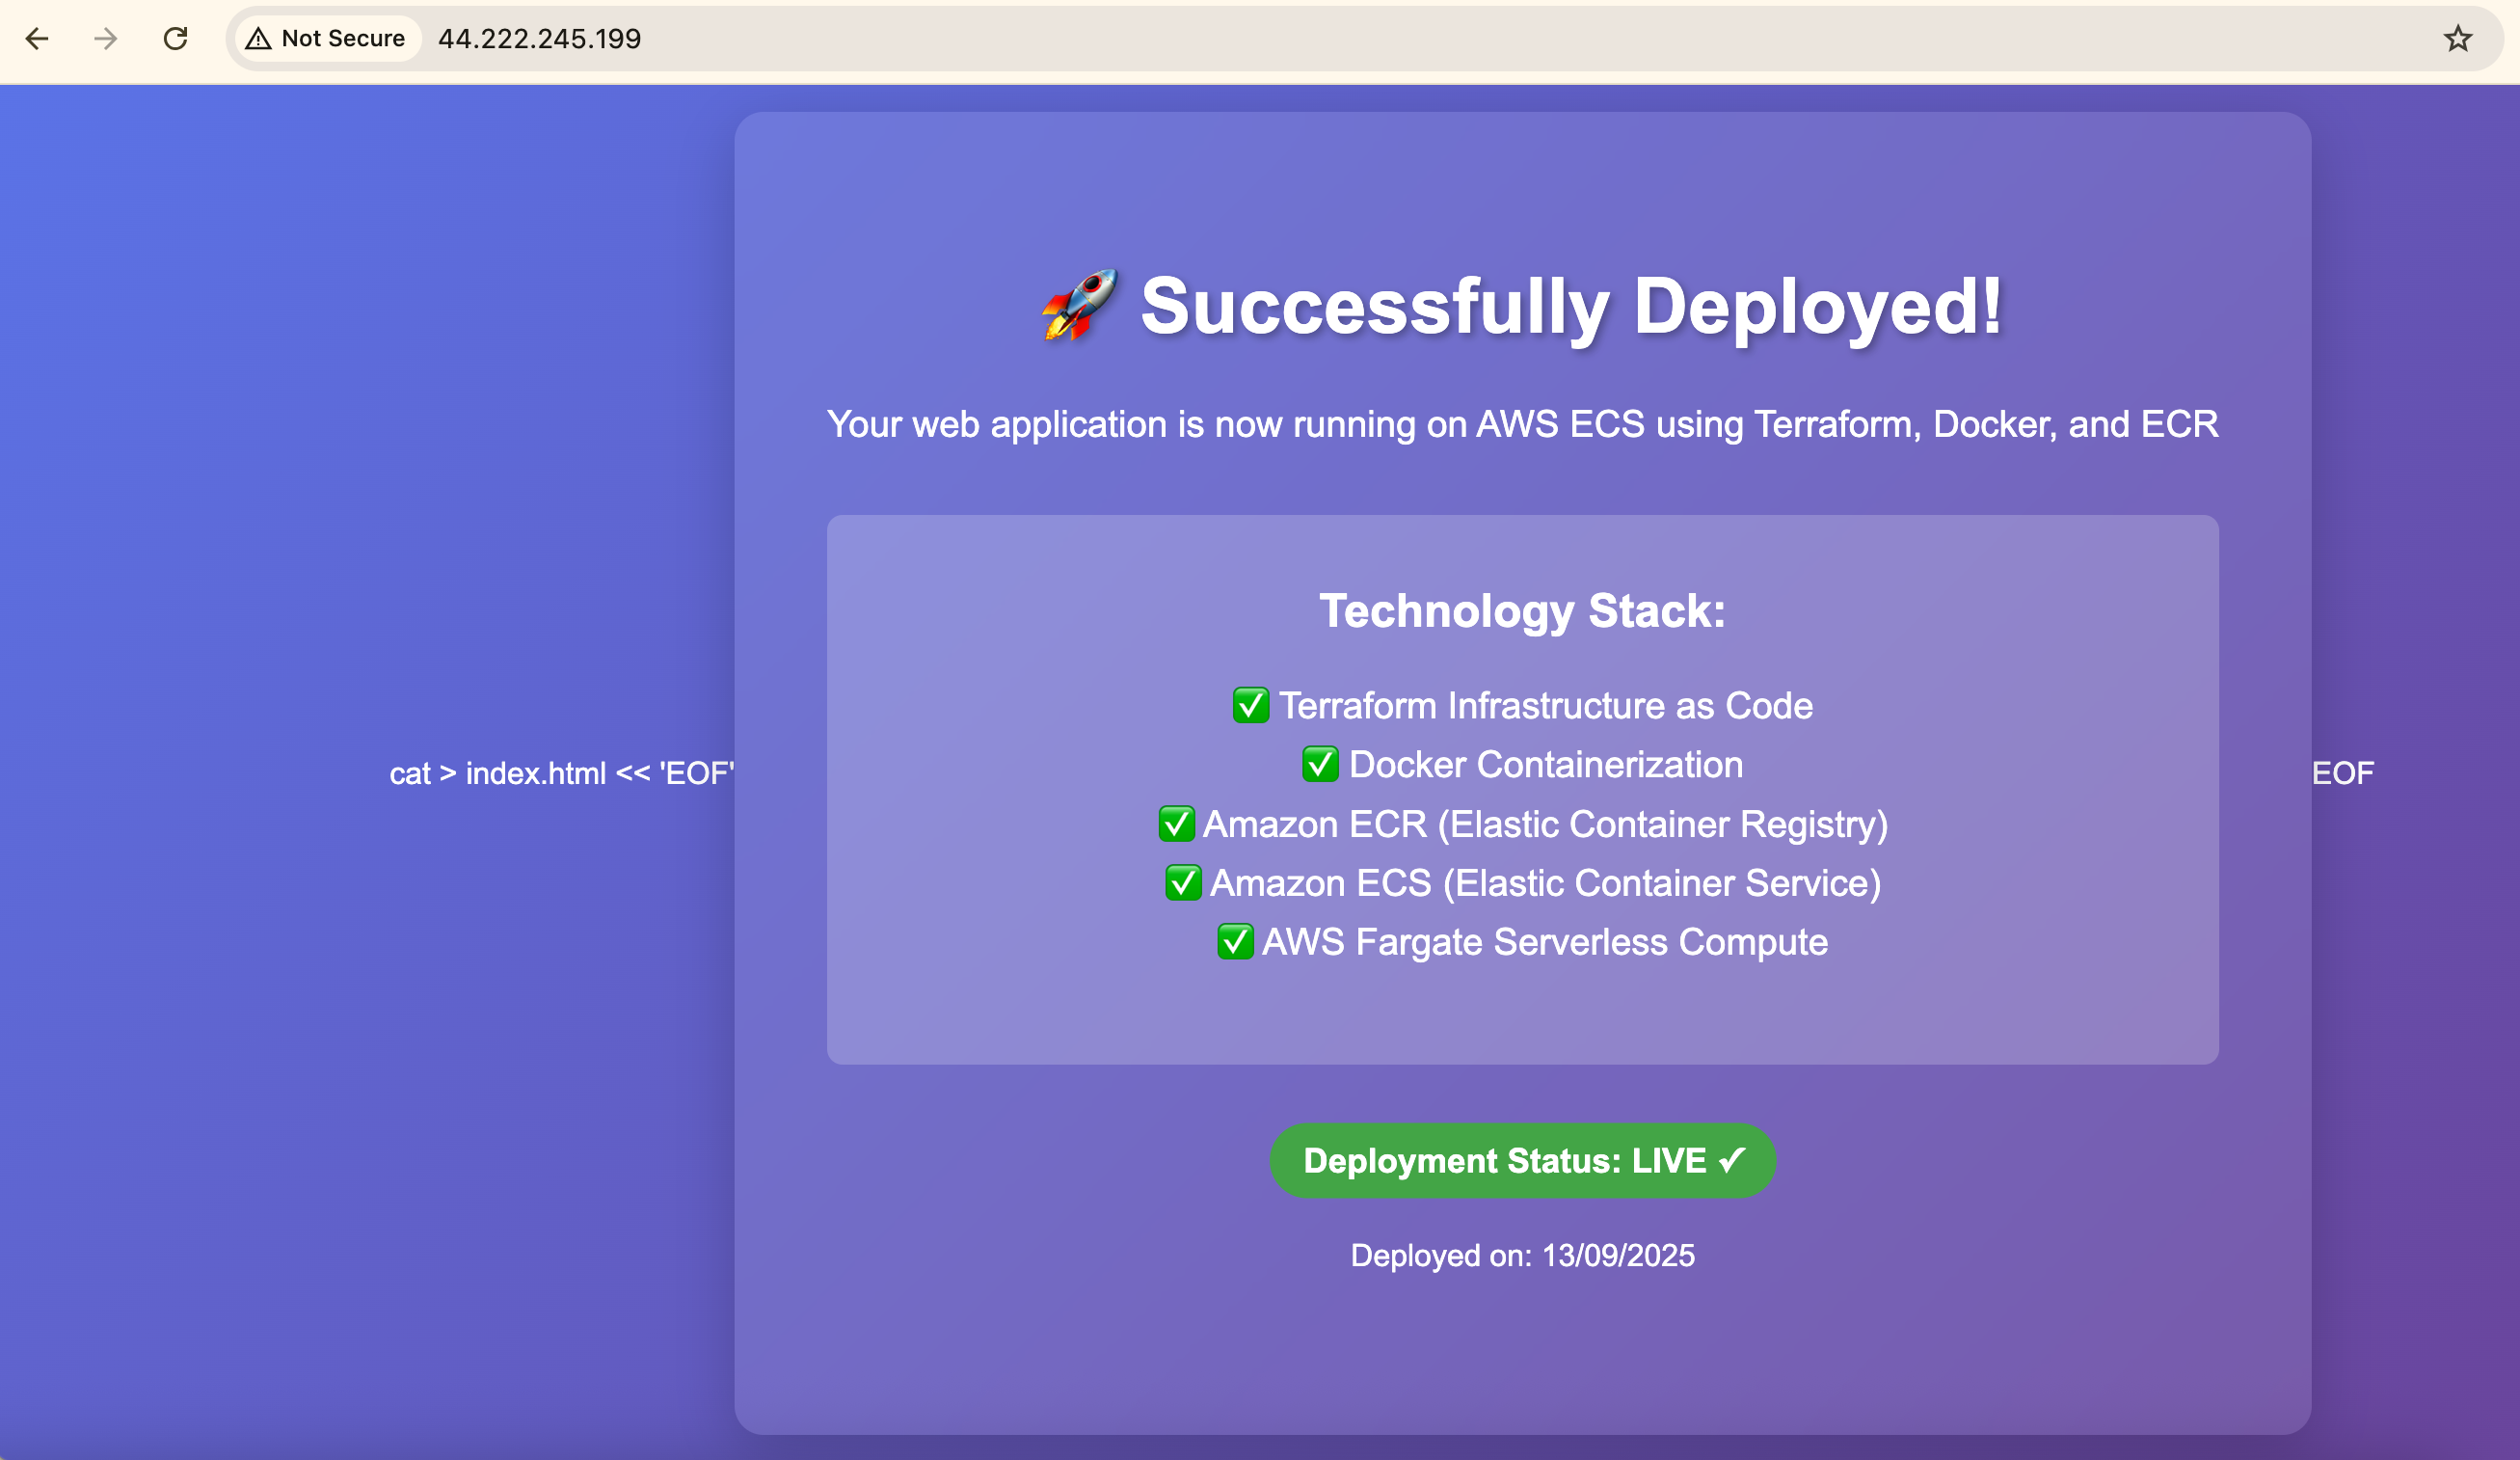 Not Secure 44.222.245.199
🚀 Successfully Deployed!
Your web application is now running on AWS ECS using Terraform, Docker, and ECR
Technology Stack:
✅ Terraform Infrastructure as Code
✅ Docker Containerization
cat > index.html << 'EOF'
EOF
✅ Amazon ECR (Elastic Container Registry)
✅ Amazon ECS (Elastic Container Service)
✅ AWS Fargate Serverless Compute
Deployment Status: LIVE ✓
Deployed on: 13/09/2025